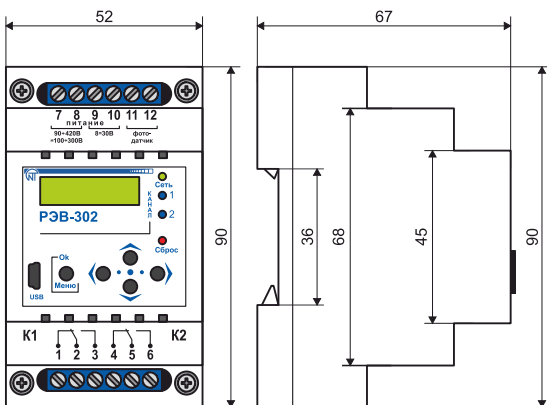 52
67
7 8 9 10 11 12
питание
90÷420В
=100÷300В
8÷30В
фото-
датчик
Сеть
КАНАЛ
1
2
РЭВ-302
Сброс
Ok
Меню
USB
К1
К2
1 2 3 4 5 6
90
36
68
45
90